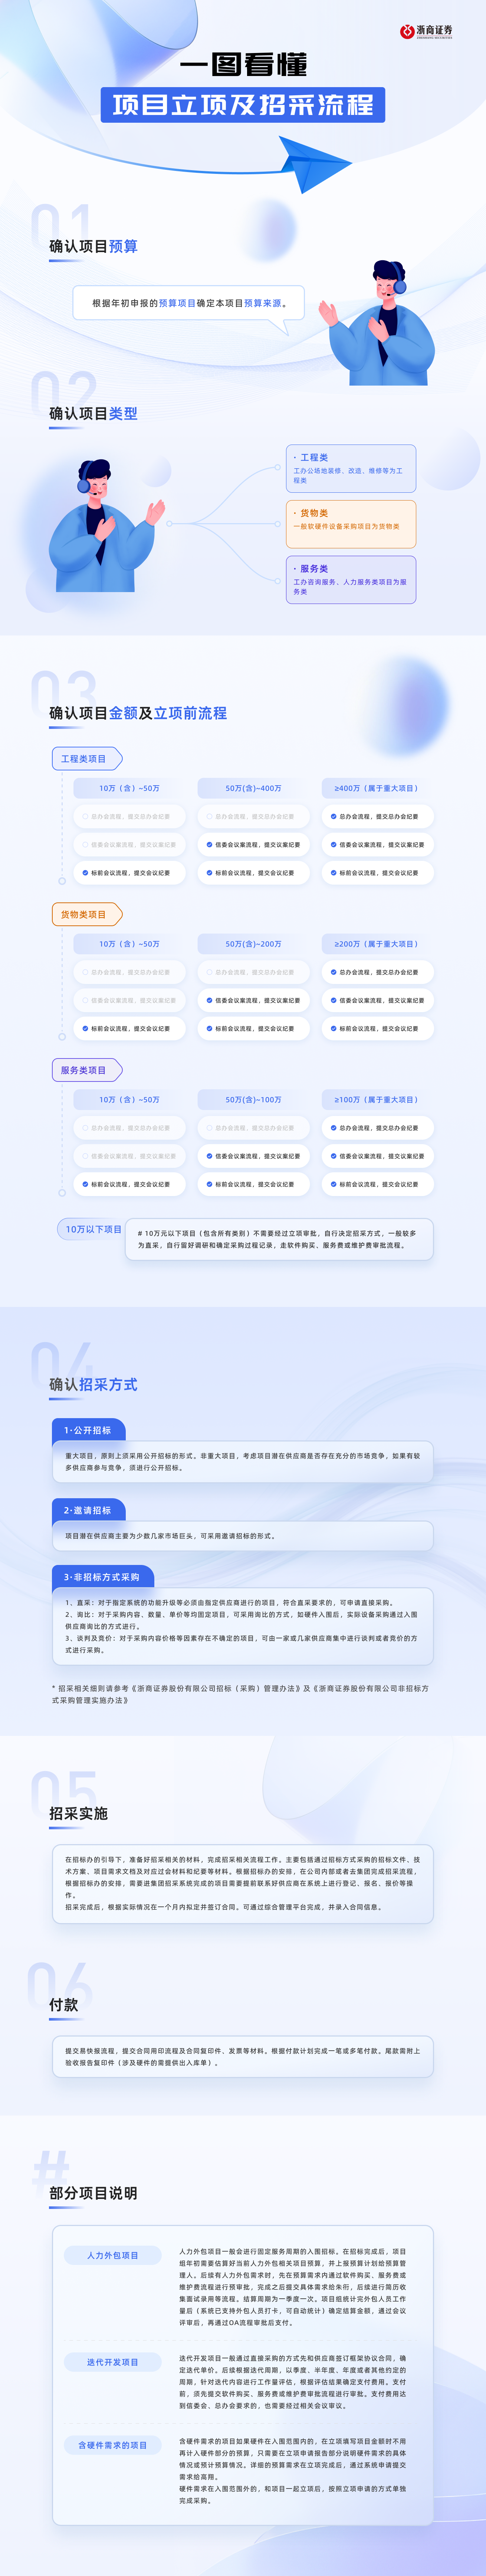 浙商证券
ZHESHANG SECURITIES
一图看懂
项目立项及招采流程
01
确认项目预算
根据年初申报的预算项目确定本项目预算来源。
02
确认项目类型
· 工程类
工办公场地装修、改造、维修等为工
程类
· 货物类
一般软硬件设备采购项目为货物类
· 服务类
工办咨询服务、人力服务类项目为服
务类
03
确认项目金额及立项前流程
工程类项目
10万（含）~50万
50万(含)~400万
≥400万（属于重大项目）
总办会流程，提交总办会纪要
总办会流程，提交总办会纪要
总办会流程，提交总办会纪要
信委会议案流程，提交议案纪要
信委会议案流程，提交议案纪要
信委会议案流程，提交议案纪要
标前会议流程，提交会议纪要
标前会议流程，提交会议纪要
标前会议流程，提交会议纪要
货物类项目
10万（含）~50万
50万(含)~200万
≥200万（属于重大项目）
总办会流程，提交总办会纪要
总办会流程，提交总办会纪要
总办会流程，提交总办会纪要
信委会议案流程，提交议案纪要
信委会议案流程，提交议案纪要
信委会议案流程，提交议案纪要
标前会议流程，提交会议纪要
标前会议流程，提交会议纪要
标前会议流程，提交会议纪要
服务类项目
10万（含）~50万
50万(含)~100万
≥100万（属于重大项目）
总办会流程，提交总办会纪要
总办会流程，提交总办会纪要
总办会流程，提交总办会纪要
信委会议案流程，提交议案纪要
信委会议案流程，提交议案纪要
信委会议案流程，提交议案纪要
标前会议流程，提交会议纪要
标前会议流程，提交会议纪要
标前会议流程，提交会议纪要
10万以下项目
# 10万元以下项目（包含所有类别）不需要经过立项审批，自行决定招采方式，一般较多
为直采，自行留好调研和确定采购过程记录，走软件购买、服务费或维护费审批流程。
04
确认招采方式
1·公开招标
重大项目，原则上须采用公开招标的形式。非重大项目，考虑项目潜在供应商是否存在充分的市场竞争，如果有较
多供应商参与竞争，须进行公开招标。
2·邀请招标
项目潜在供应商主要为少数几家市场巨头，可采用邀请招标的形式。
3·非招标方式采购
1、直采：对于指定系统的功能升级等必须由指定供应商进行的项目，符合直采要求的，可申请直接采购。
2、询比：对于采购内容、数量、单价等均固定项目，可采用询比的方式，如硬件入围后，实际设备采购通过入围
供应商询比的方式进行。
3、谈判及竞价：对于采购内容价格等因素存在不确定的项目，可由一家或几家供应商集中进行谈判或者竞价的方
式进行采购。
* 招采相关细则请参考《浙商证券股份有限公司招标（采购）管理办法》及《浙商证券股份有限公司非招标方
式采购管理实施办法》
05
招采实施
在招标办的引导下，准备好招采相关的材料，完成招采相关流程工作。主要包括通过招标方式采购的招标文件、技
术方案、项目需求文档及对应过会材料和纪要等材料。根据招标办的安排，在公司内部或者去集团完成招采流程，
根据招标办的安排，需要进集团招采系统完成的项目需要提前联系好供应商在系统上进行登记、报名、报价等操
作。
招采完成后，根据实际情况在一个月内拟定并签订合同。可通过综合管理平台完成，并录入合同信息。
06
付款
提交易快报流程，提交合同用印流程及合同复印件、发票等材料。根据付款计划完成一笔或多笔付款。尾款需附上
验收报告复印件（涉及硬件的需提供出入库单）。
#
部分项目说明
人力外包项目
人力外包项目一般会进行固定服务周期的入围招标。在招标完成后，项目
组年初需要估算好当前人力外包相关项目预算，并上报预算计划给预算管
理人。后续有人力外包需求时，先在预算需求内通过软件购买、服务费或
维护费流程进行预审批，完成之后提交具体需求给朱衎，后续进行简历收
集面试录用等流程。结算周期为一季度一次。项目组统计完外包人员工作
量后（系统已支持外包人员打卡，可自动统计）确定结算金额，通过会议
评审后，再通过OA流程审批后支付。
迭代开发项目
迭代开发项目一般通过直接采购的方式先和供应商签订框架协议合同，确
定迭代单价。后续根据迭代周期，以季度、半年度、年度或者其他约定的
周期，针对迭代内容进行工作量评估，根据评估结果确定支付费用。支付
前，须先提交软件购买、服务费或维护费审批流程进行审批。支付费用达
到信委会、总办会要求的，也需要经过相关会议审议。
含硬件需求的项目
含硬件需求的项目如果硬件在入围范围内的，在立项填写项目金额时不用
再计入硬件部分的预算，只需要在立项申请报告部分说明硬件需求的具体
情况或预计预算情况。详细的预算需求在立项完成后，通过系统申请提交
需求给高翔。
硬件需求在入围范围外的，和项目一起立项后，按照立项申请的方式单独
完成采购。